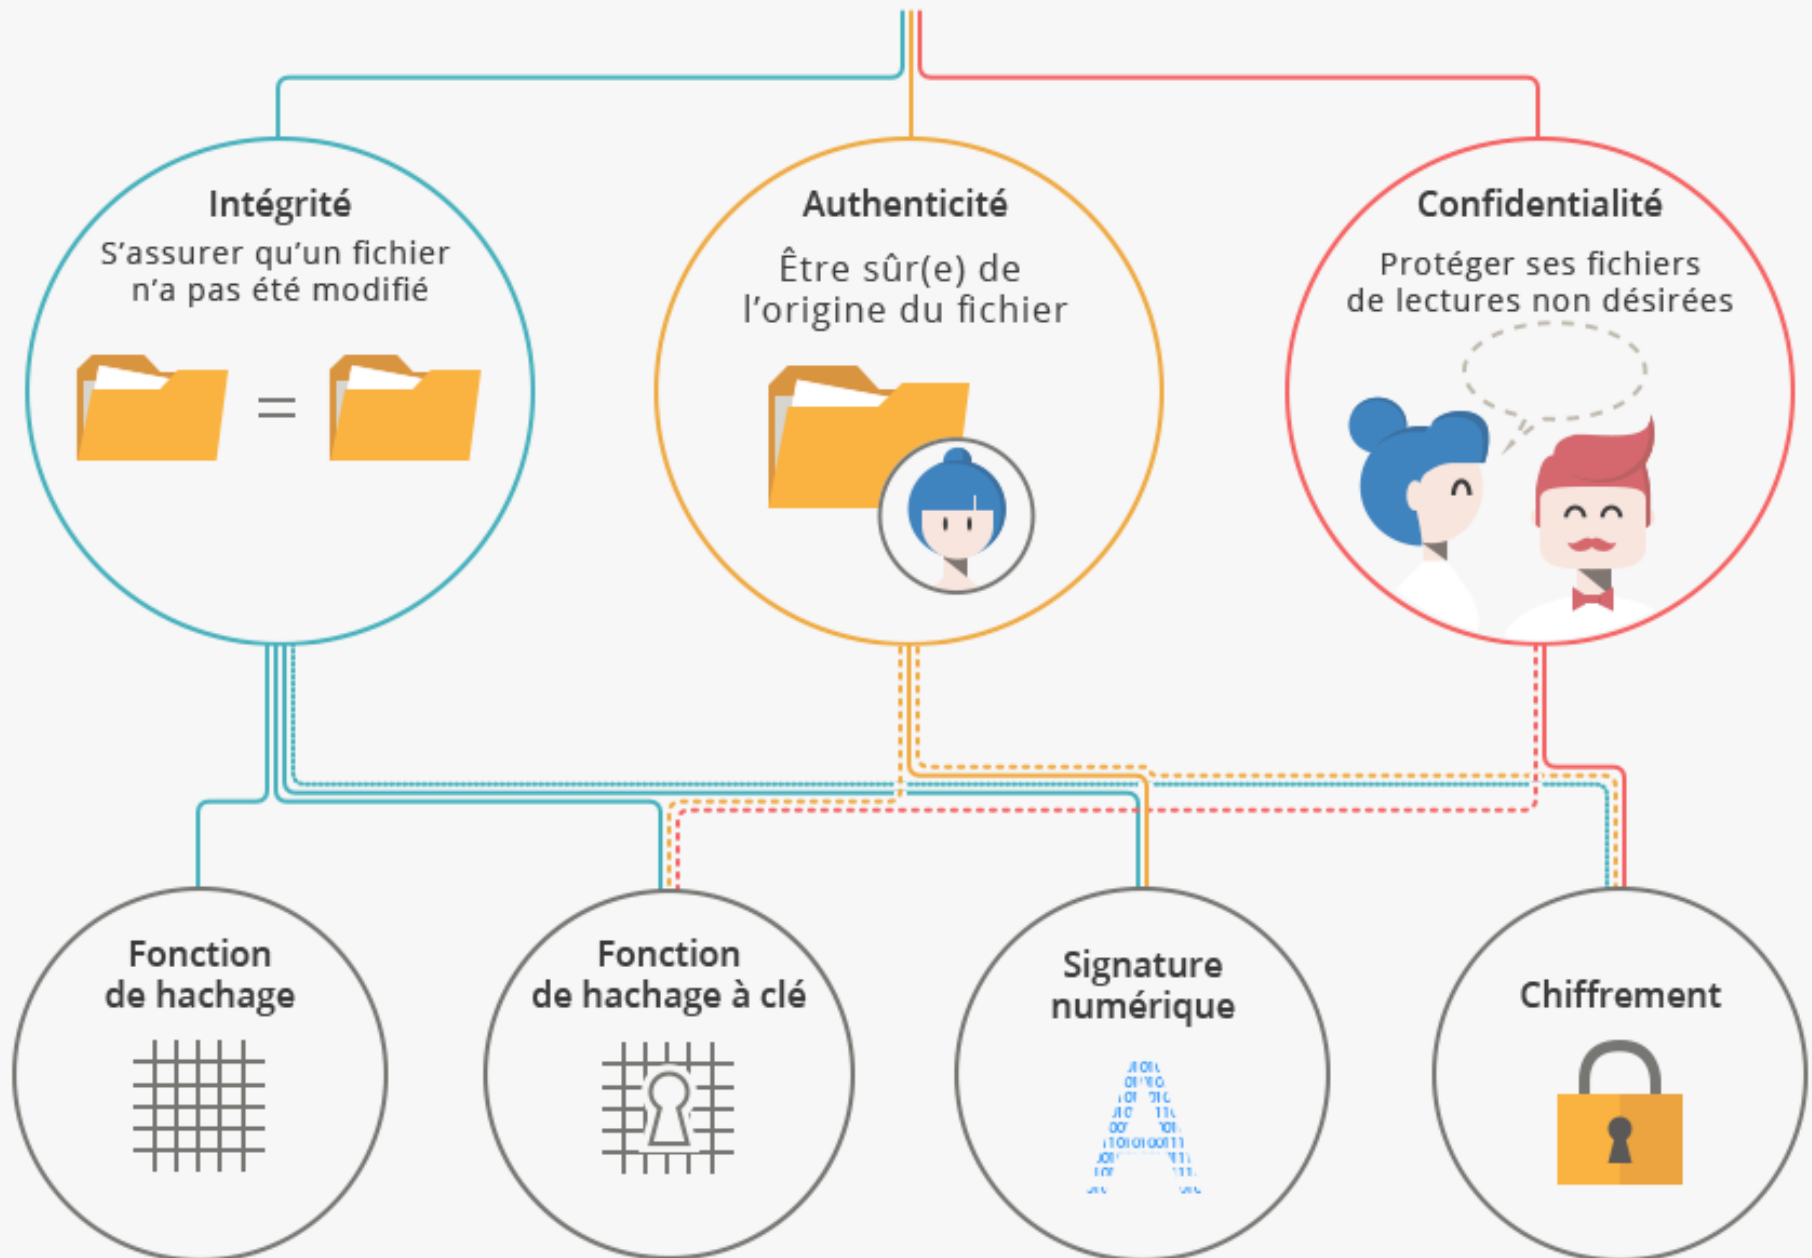 Intégrité
S'assurer qu'un fichier
n'a pas été modifié
Authenticité
Être sûr(e) de
l'origine du fichier
Confidentialité
Protéger ses fichiers
de lectures non désirées
Fonction
de hachage
Fonction
de hachage à clé
Signature
numérique
Chiffrement